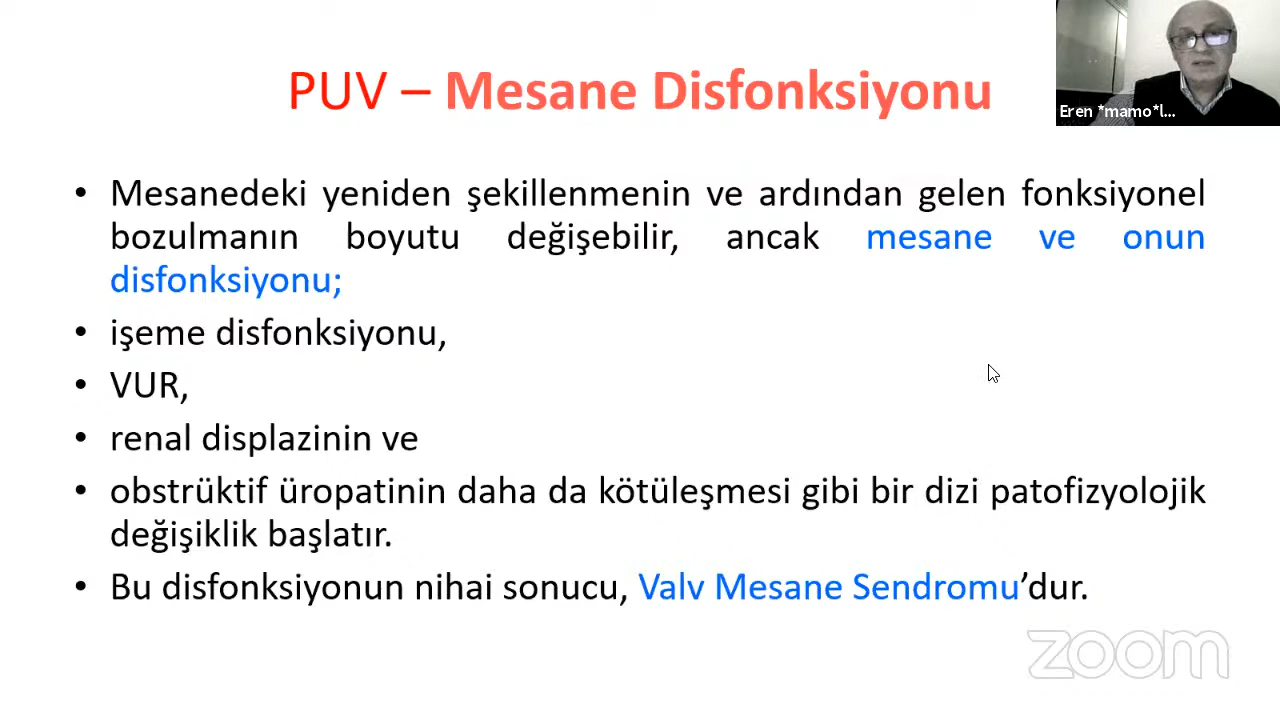 PUV – Mesane Disfonksiyonu
Eren *mamo*l...
• Mesanedeki yeniden şekillenmenin ve ardından gelen fonksiyonel
bozulmanın boyutu değişebilir, ancak mesane ve onun
disfonksiyonu;
• işeme disfonksiyonu,
• VUR,
• renal displazinin ve
• obstrüktif üropatinin daha da kötüleşmesi gibi bir dizi patofizyolojik
değişiklik başlatır.
• Bu disfonksiyonun nihai sonucu, Valv Mesane Sendromu’dur.
zoom